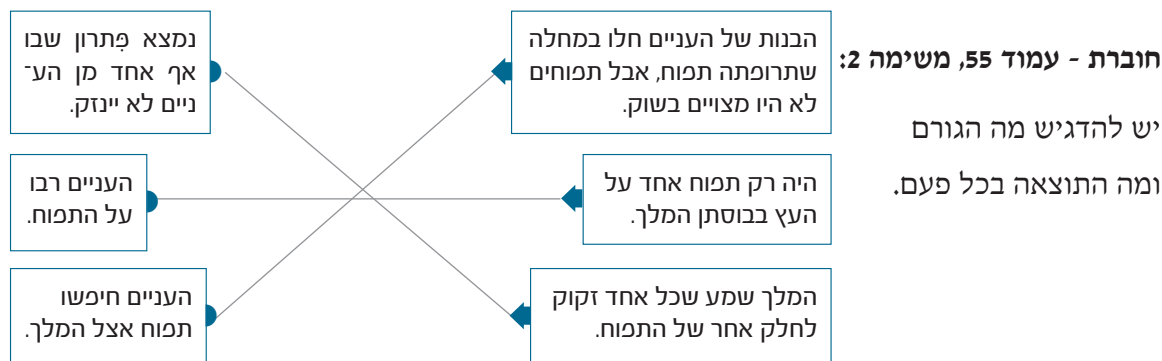 חוברת - עמוד 55, משימה 2:
יש להדגיש מה הגורם
ומה התוצאה בכל פעם.
הבנות של העניים חלו במחלה
שתרופתה תפוח, אבל תפוחים
לא היו מצויים בשוק.
נמצא פִּתרון שבו
אף אחד מן הע־
ניים לא יינזק.
היה רק תפוח אחד על
העץ בבוסתן המלך.
העניים רבו
על התפוח.
המלך שמע שכל אחד זקוק
לחלק אחר של התפוח.
העניים חיפשו
תפוח אצל המלך.